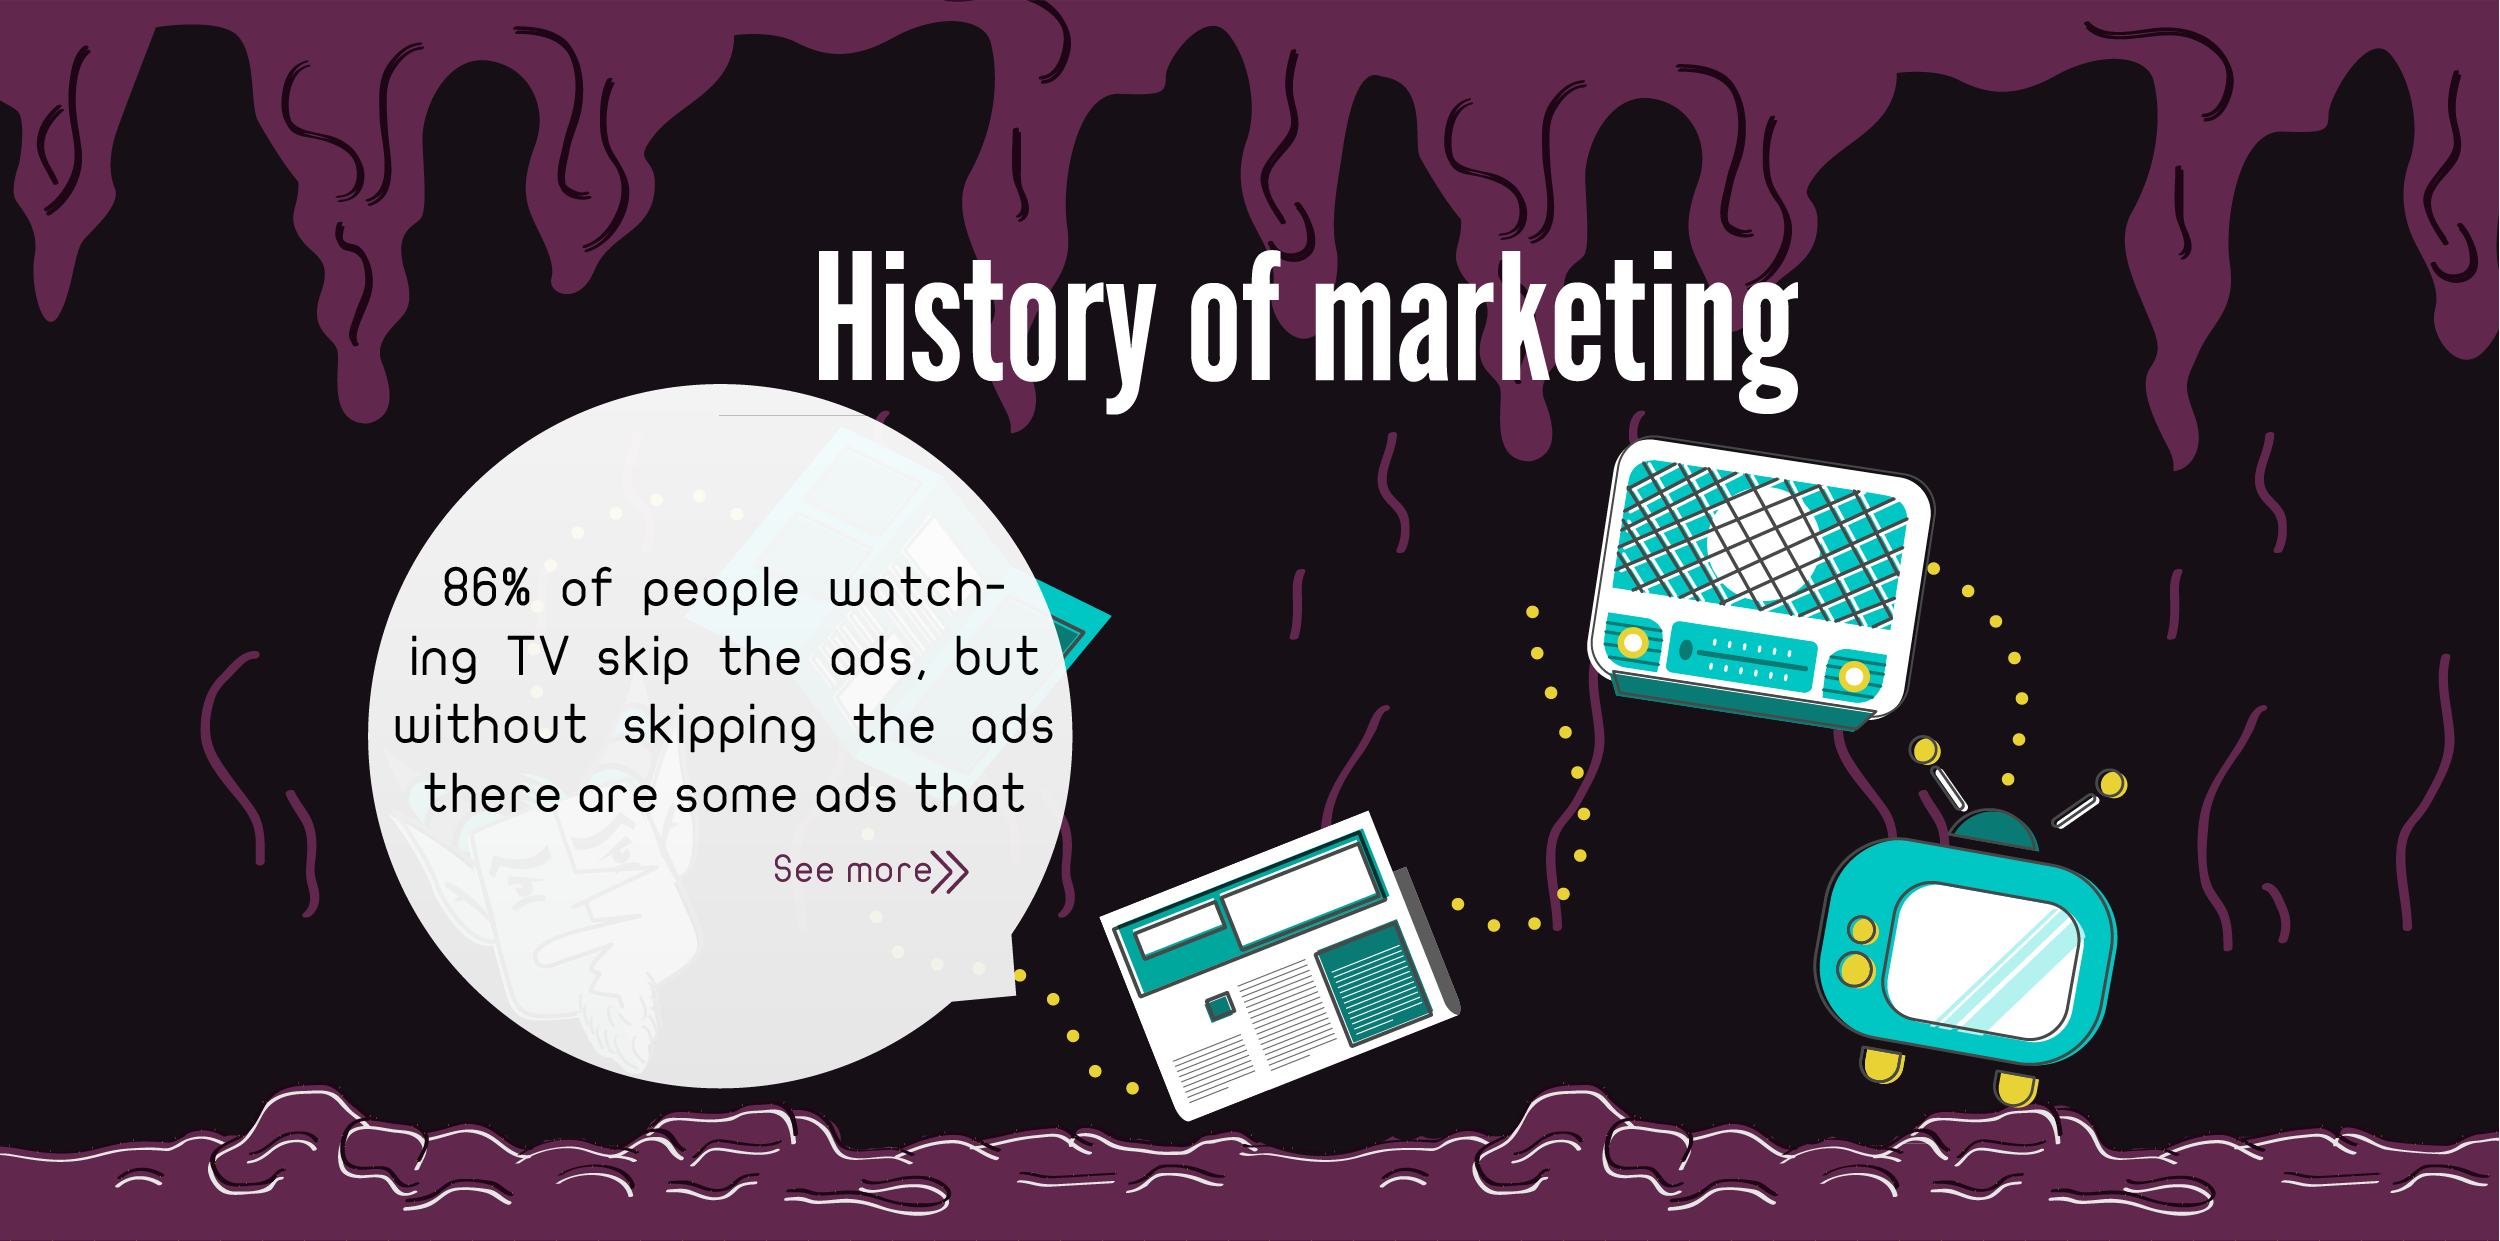 History of marketing
86% of people watch-
ing TV skip the ads, but
without skipping the ads
there are some ads that
See more